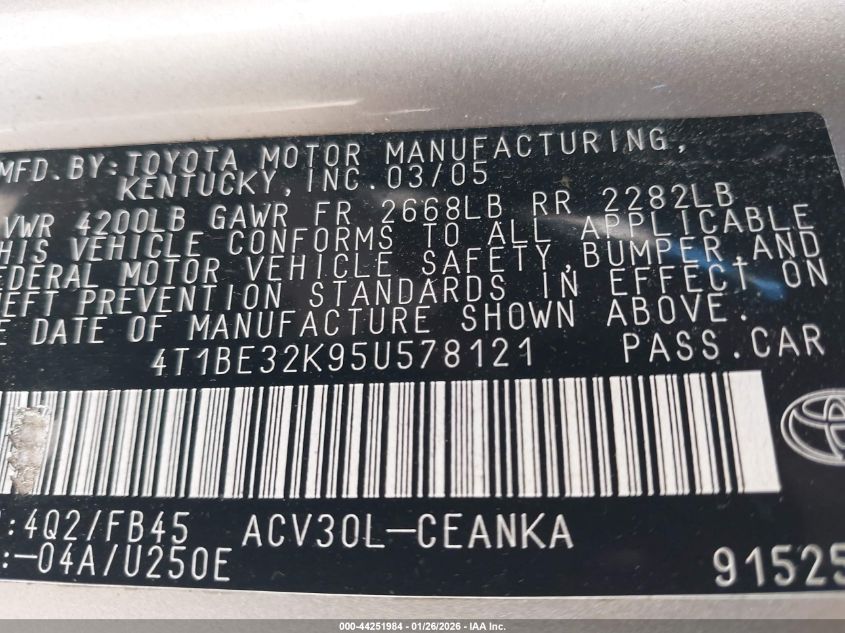 MFD. BY: TOYOTA MOTOR MANUFACTURING,
KENTUCKY, INC. 03/05
VWR 4200LB GAWR FR 2668LB RR 2282LB
HIS VEHICLE CONFORMS TO ALL APPLICABLE
EDERAL MOTOR VEHICLE SAFETY, BUMPER, AND
HEFT PREVENTION STANDARDS IN EFFECT ON
E DATE OF MANUFACTURE SHOWN ABOVE.
4T1BE32K95U578121 PASS. CAR
:4Q2/FB45 ACV30L-CEANKA
:-04A/U250E 91525
000-44251984 - 01/26/2026 - IAA Inc.